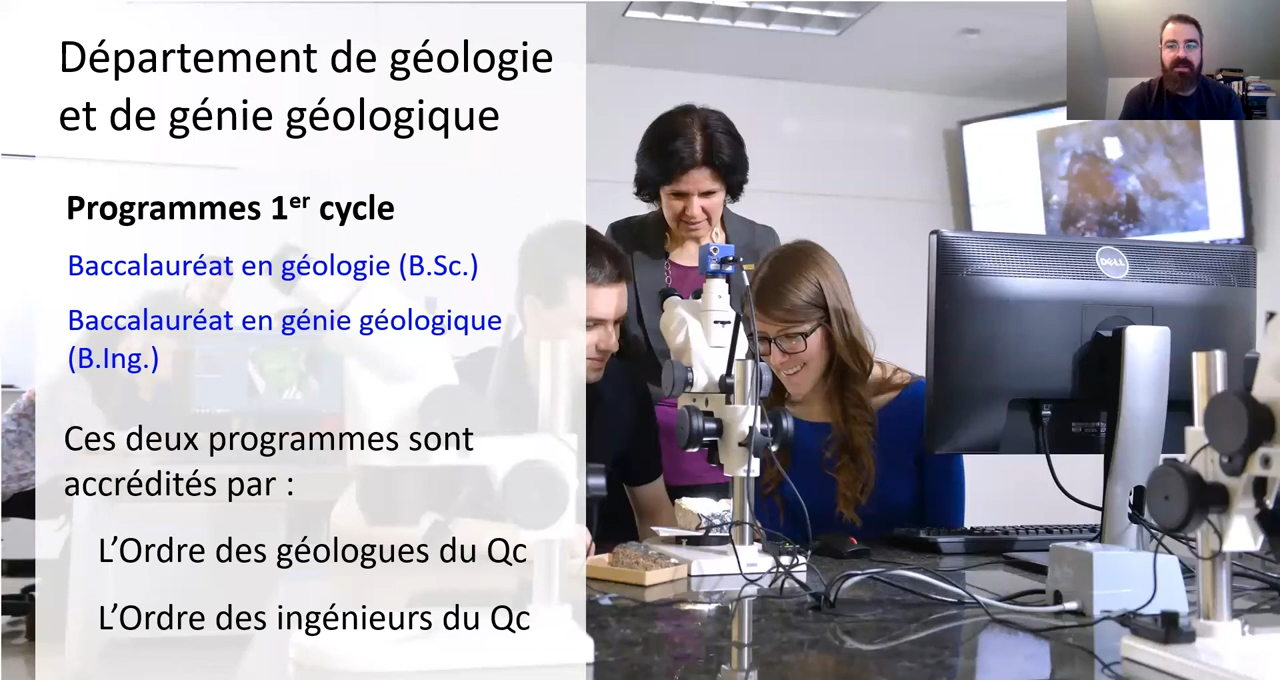 Département de géologie
et de génie géologique
Programmes 1er cycle
Baccalauréat en géologie (B.Sc.)
Baccalauréat en génie géologique
(B.Ing.)
Ces deux programmes sont
accrédités par :
L’Ordre des géologues du Qc
L’Ordre des ingénieurs du Qc
DELL